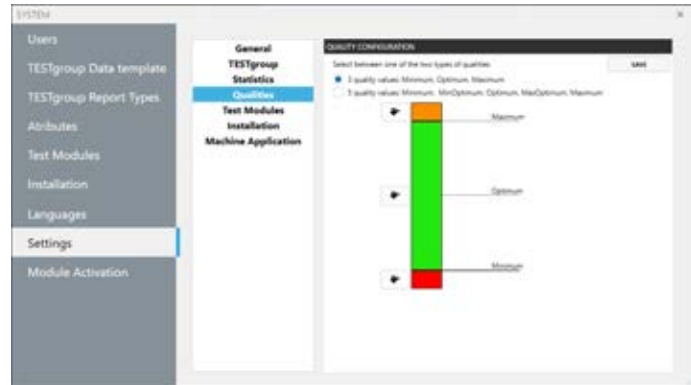 SYSTEM
Users
TESTgroup Data template
TESTgroup Report Types
Atributes
Test Modules
Installation
Languages
Settings
Module Activation
General
TESTgroup
Statistics
Qualities
Test Modules
Installation
Machine Application
QUALITY CONFIGURATION
Select between one of the two types of qualities
SAVE
3 quality values: Minimum, Optimum, Maximum
5 quality values: Minimum, MinOptimum, Optimum, MaxOptimum, Maximum
Maximum
Optimum
Minimum